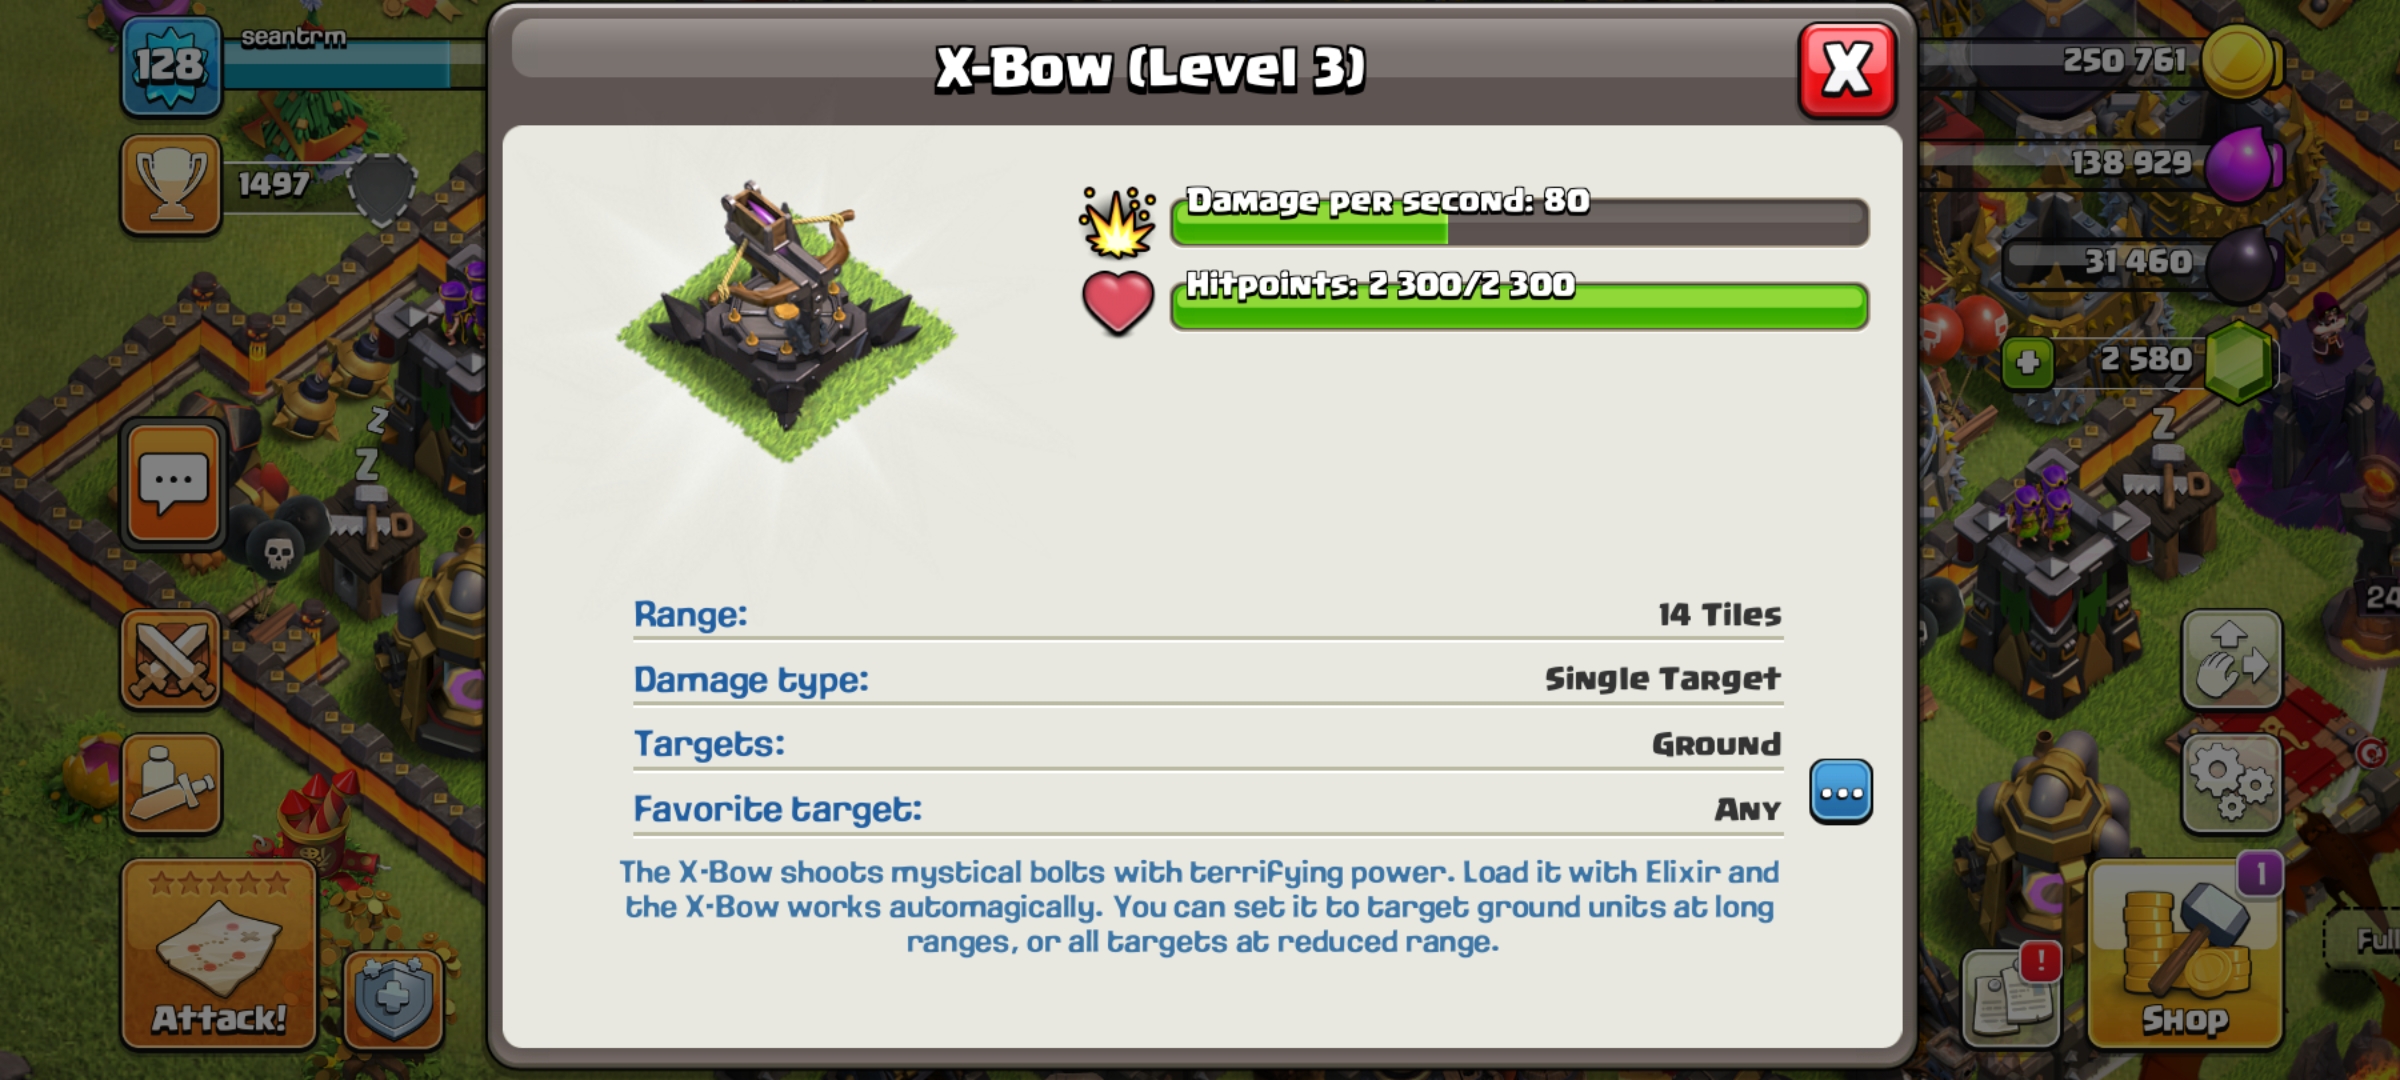 X-Bow (Level 3)
X
128
seantrm
1497
250 761
138 929
31 460
2 580
Damage per second: 80
Hitpoints: 2 300/2 300
Range: 14 Tiles
Damage type: Single Target
Targets: Ground
Favorite target: Any
The X-Bow shoots mystical bolts with terrifying power. Load it with Elixir and
the X-Bow works automagically. You can set it to target ground units at long
ranges, or all targets at reduced range.
Z
Z
Z
Attack!
1
!
Shop